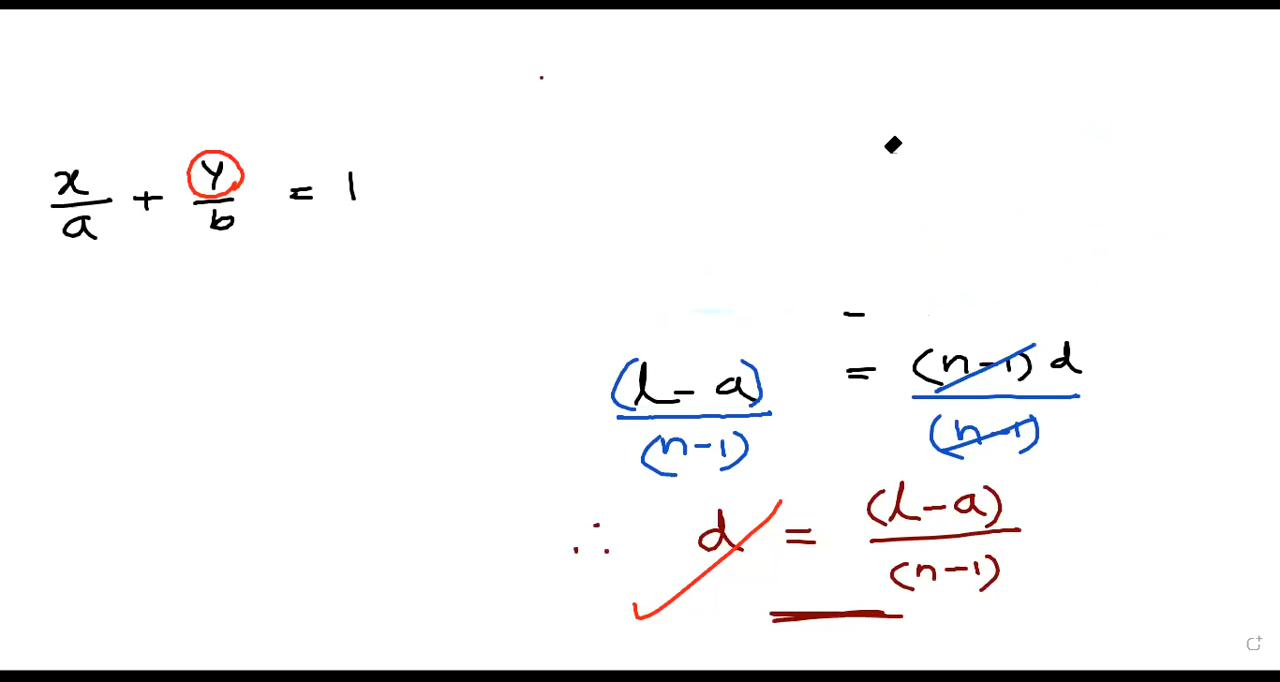 x/a + y/b = 1
(l - a)/(n-1) = (n-1) d/(n-1)
∴ d = (l-a)/(n-1)